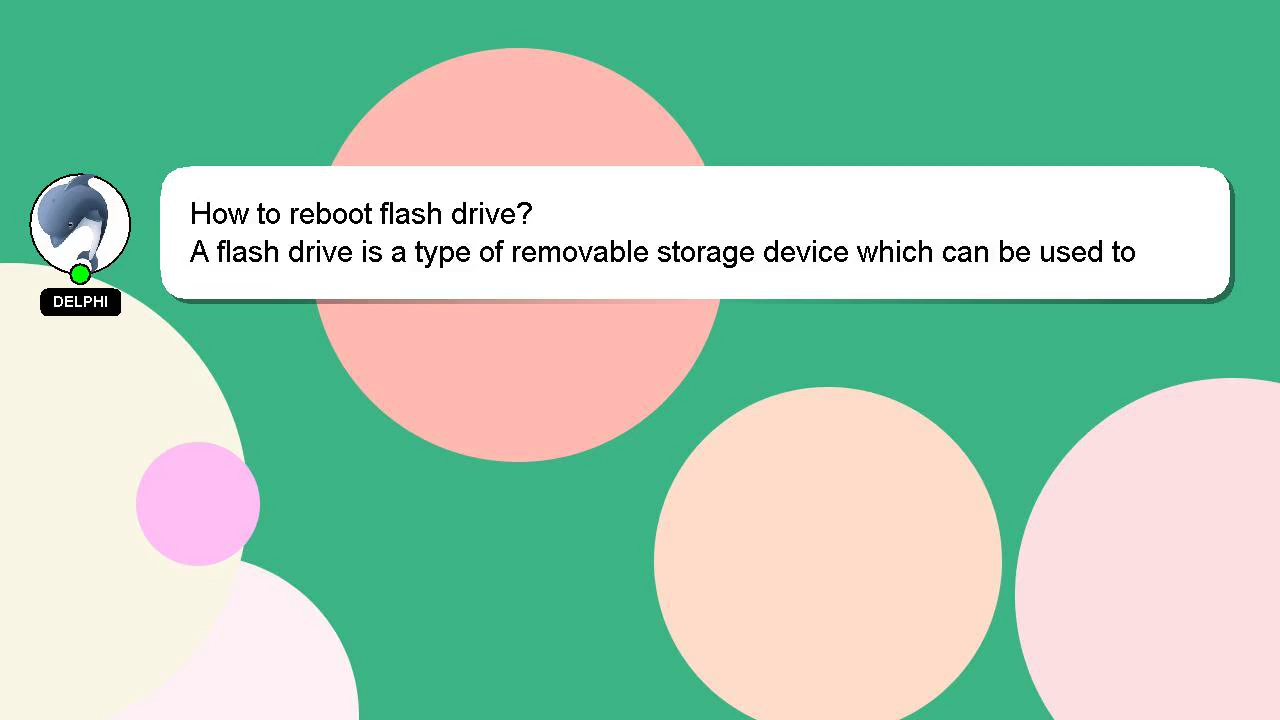 How to reboot flash drive?
A flash drive is a type of removable storage device which can be used to
DELPHI